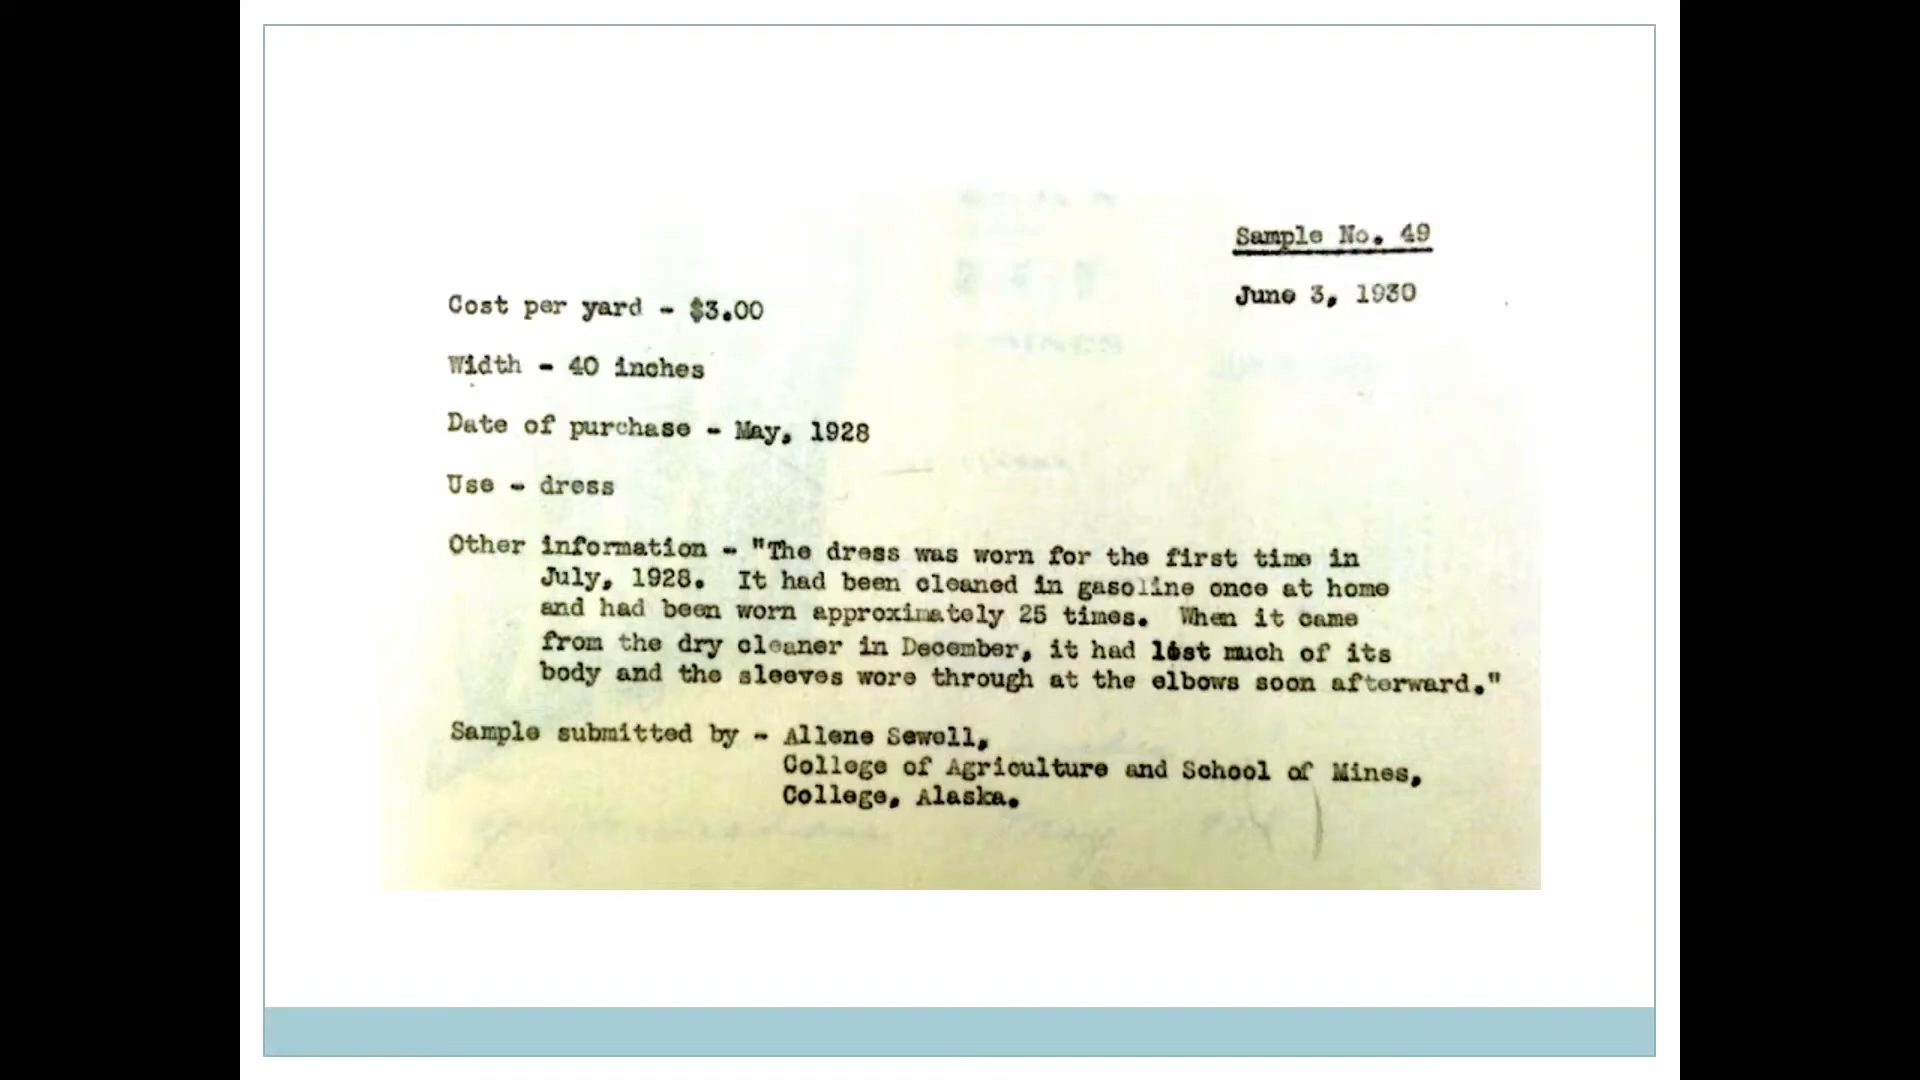 Sample No. 49
June 3, 1930
Cost per yard - $3.00
Width - 40 inches
Date of purchase - May, 1928
Use - dress
Other information - "The dress was worn for the first time in
July, 1928. It had been cleaned in gasoline once at home
and had been worn approximately 25 times. When it came
from the dry cleaner in December, it had lost much of its
body and the sleeves wore through at the elbows soon afterward."
Sample submitted by - Allene Sewell,
College of Agriculture and School of Mines,
College, Alaska.